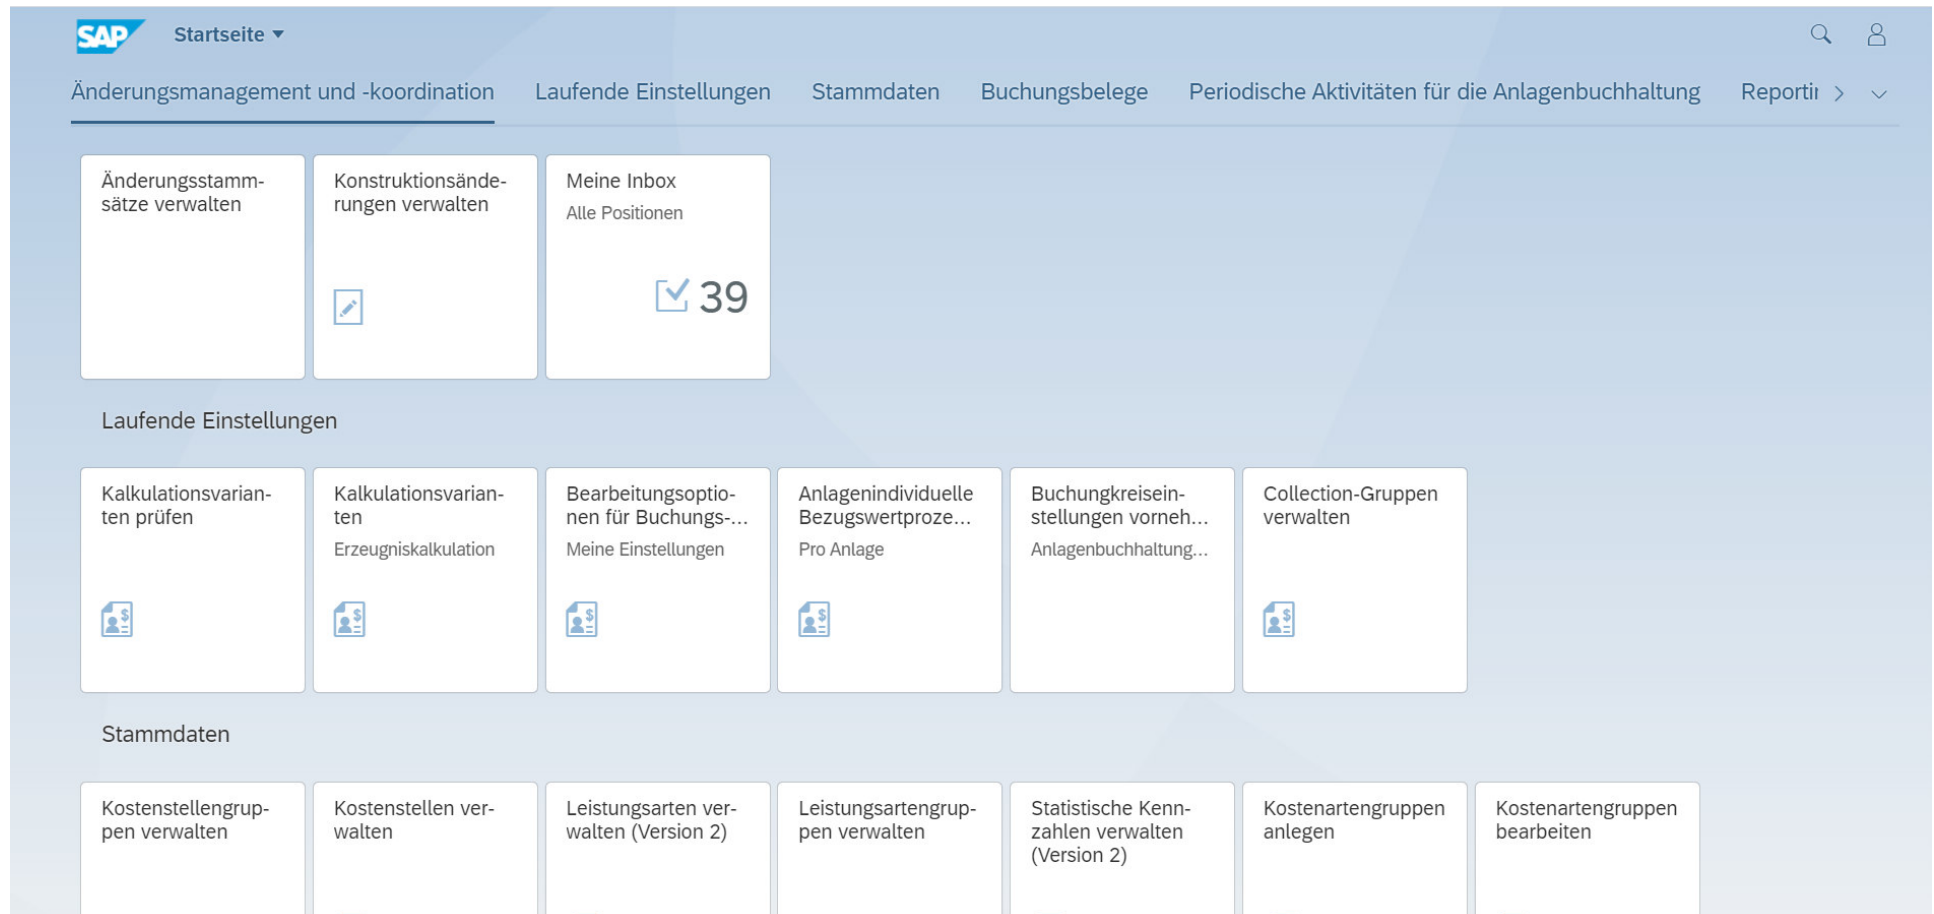 SAP Startseite
Änderungsmanagement und -koordination Laufende Einstellungen Stammdaten Buchungsbelege Periodische Aktivitäten für die Anlagenbuchhaltung
Änderungsstamm-
sätze verwalten
Konstruktionsände-
rungen verwalten
Meine Inbox
Alle Positionen
39
Laufende Einstellungen
Kalkulationsvarian-
ten prüfen
Kalkulationsvarian-
ten
Erzeugniskalkulation
Bearbeitungsoptio-
nen für Buchungs-...
Meine Einstellungen
Anlagenindividuelle
Bezugswertproze...
Pro Anlage
Buchungkreisein-
stellungen vorneh...
Anlagenbuchhaltung...
Collection-Gruppen
verwalten
Stammdaten
Kostenstellengrup-
pen verwalten
Kostenstellen ver-
walten
Leistungsarten ver-
walten (Version 2)
Leistungsartengrup-
pen verwalten
Statistische Kenn-
zahlen verwalten
(Version 2)
Kostenartengruppen
anlegen
Kostenartengruppen
bearbeiten